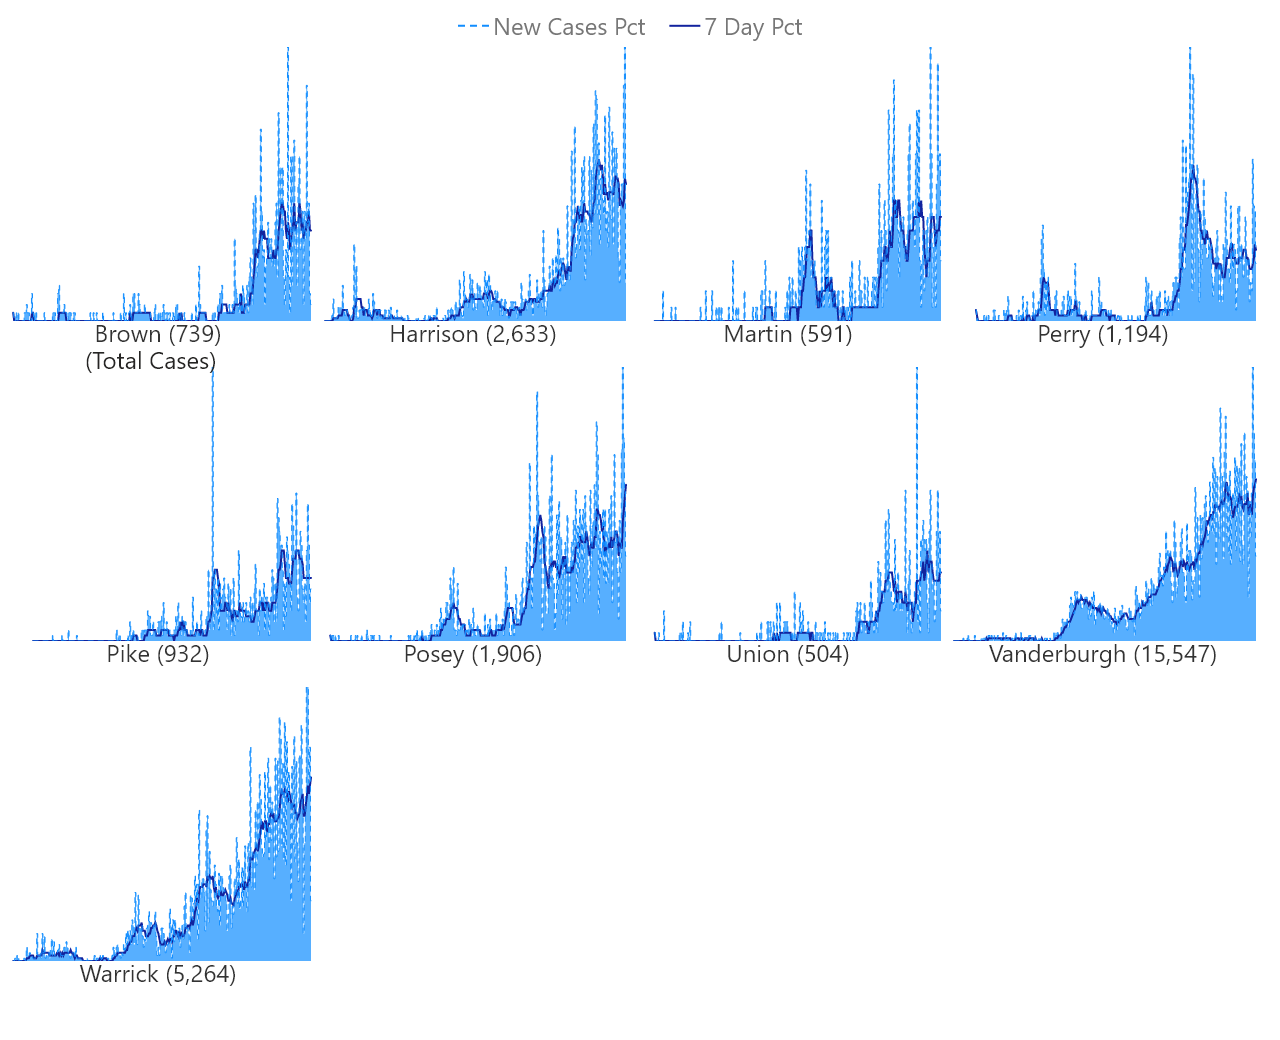 New Cases Pct 7 Day Pct
Brown (739) Harrison (2,633) Martin (591) Perry (1,194)
(Total Cases)
Pike (932) Posey (1,906) Union (504) Vanderburgh (15,547)
Warrick (5,264)